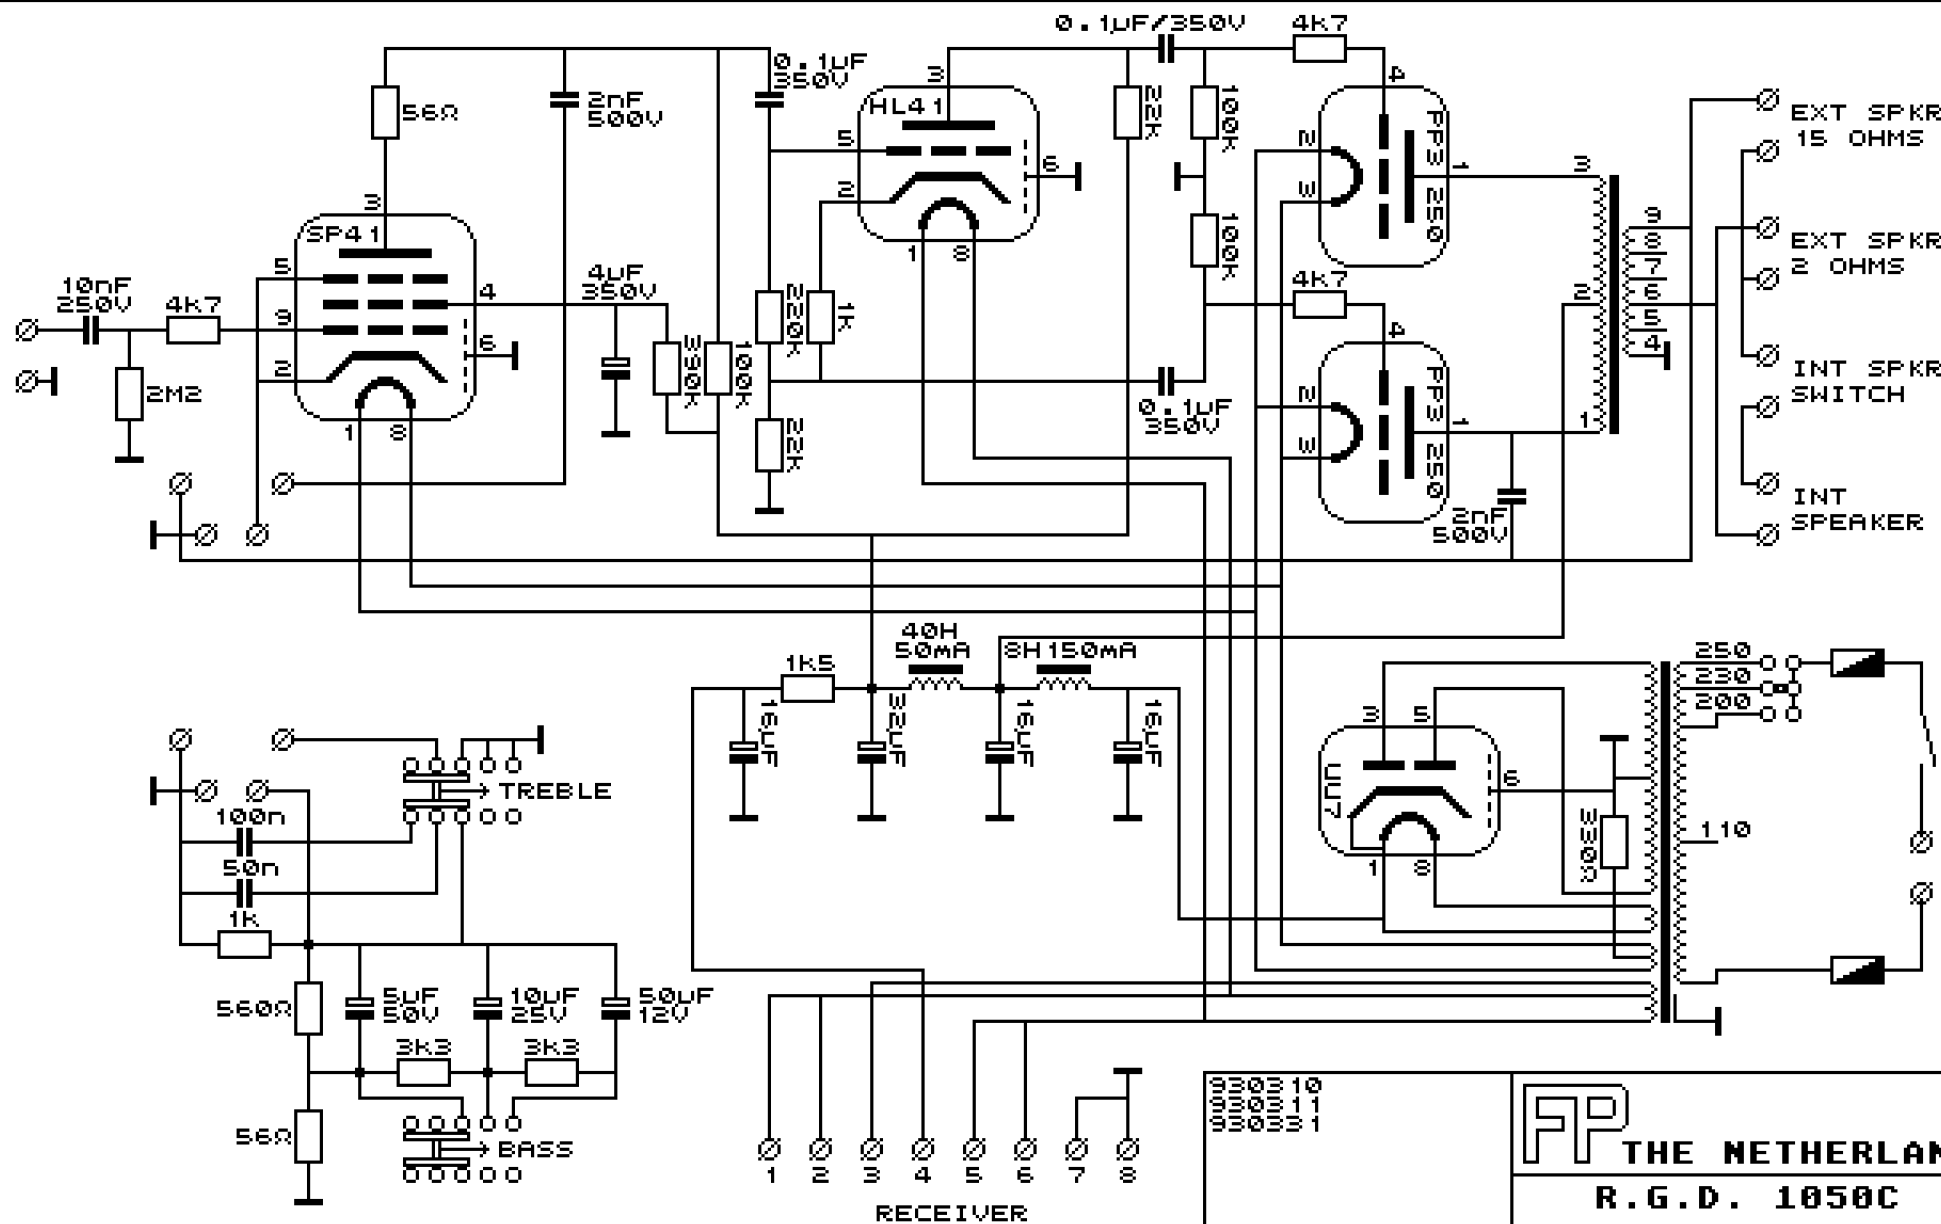 0.1µF/350V
4K7
3
0.1µF
350V
3
4
56Ω
2nF
500V
HL41
22K
100K
PP3 250
N
W
1
3
EXT SPKR
15 OHMS
5
2
6
1
8
3
SP41
5
4
9
2
6
1
8
10nF
250V
4K7
2M2
4µF
350V
390K
100K
220K
1K
22K
100K
4K7
2
9
8
7
6
5
4
EXT SPKR
2 OHMS
4
0.1µF
350V
N
W
PP3 250
1
1
2nF
500V
INT SPKR
SWITCH
INT
SPEAKER
40H
50mA
8H 150mA
1K5
16µF
32µF
16µF
16µF
3
5
UU7
6
1
8
330Ω
250
230
200
110
TREBLE
100n
50n
1K
560Ω
5µF
50V
10µF
25V
50µF
12V
3K3
3K3
56Ω
BASS
1
2
3
4
5
6
7
8
RECEIVER
930310
930311
930331
FP
THE NETHERLAN
R.G.D. 1050C